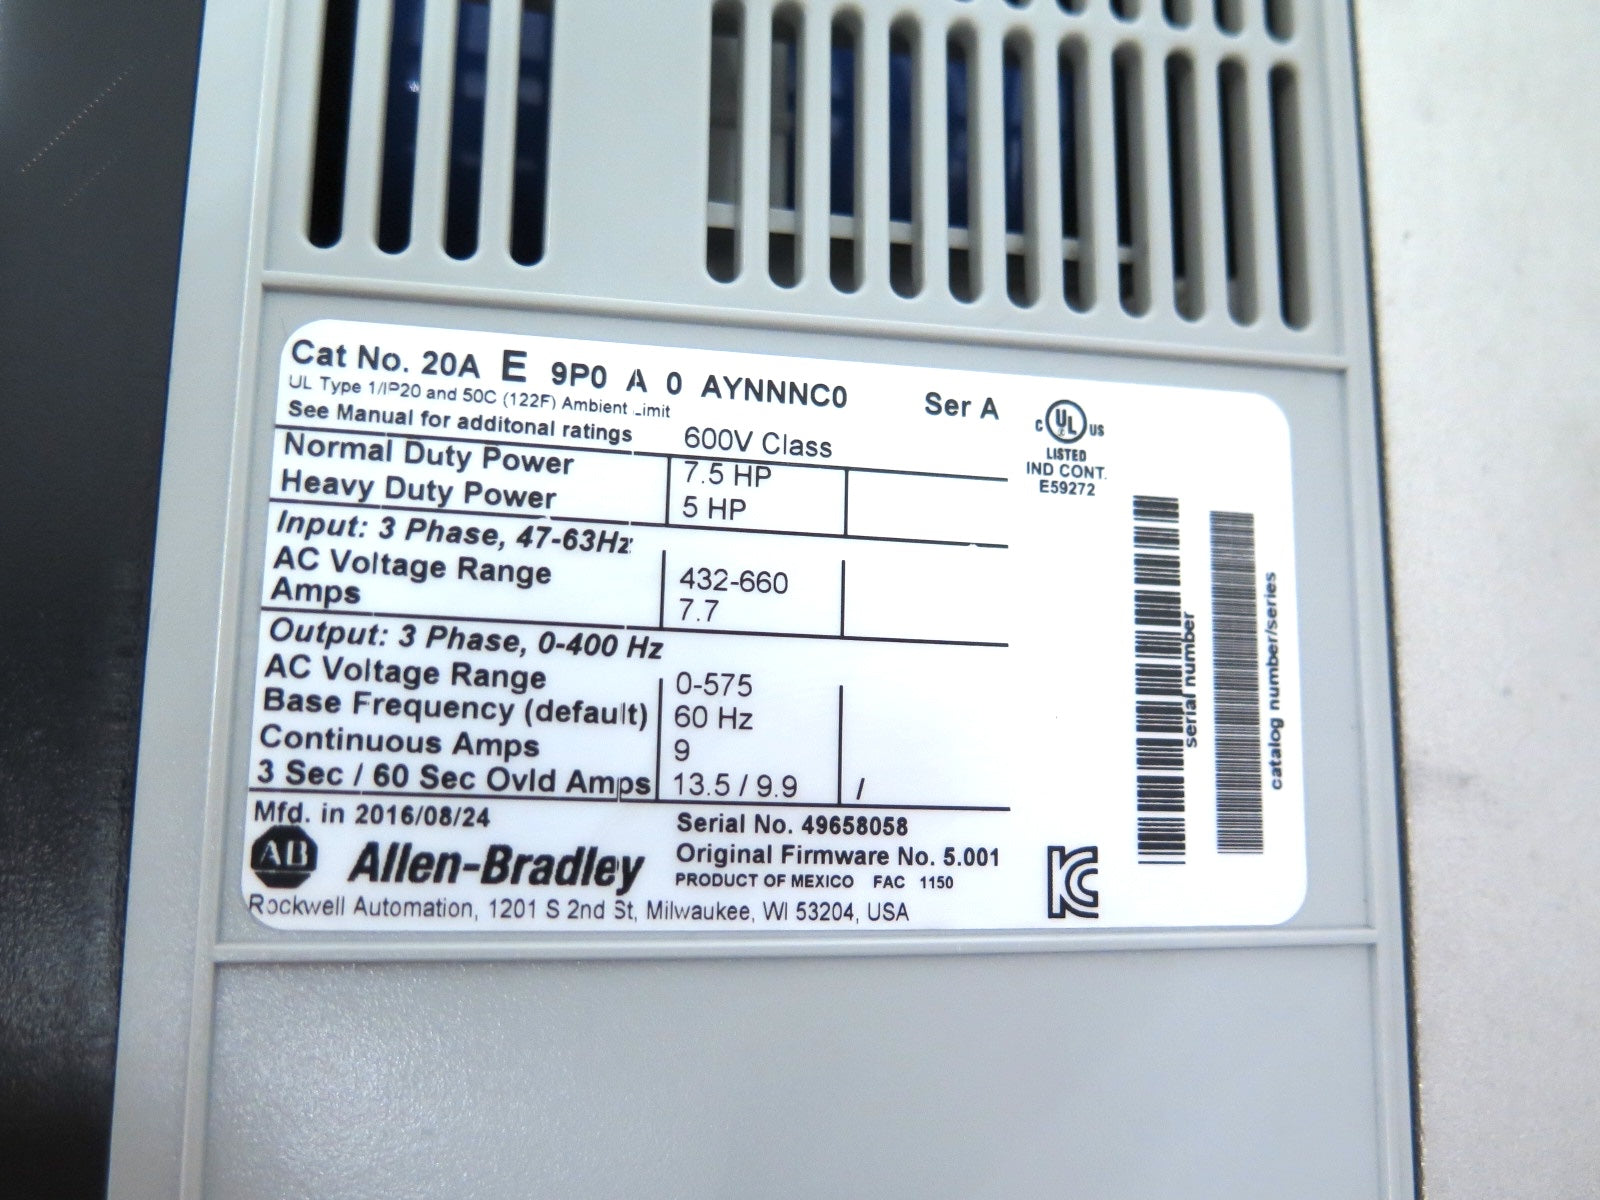 Cat No. 20A E 9P0 A 0 AYNNNC0 Ser A
UL Type 1/IP20 and 50C (122F) Ambient Limit
See Manual for additonal ratings 600V Class
Normal Duty Power 7.5 HP
Heavy Duty Power 5 HP
Input: 3 Phase, 47-63Hz
AC Voltage Range 432-660
Amps 7.7
Output: 3 Phase, 0-400 Hz
AC Voltage Range 0-575
Base Frequency (default) 60 Hz
Continuous Amps 9
3 Sec / 60 Sec Ovld Amps 13.5 / 9.9 /
Mfd. in 2016/08/24 Serial No. 49658058
Original Firmware No. 5.001
AB Allen-Bradley
PRODUCT OF MEXICO FAC 1150
Rockwell Automation, 1201 S 2nd St, Milwaukee, WI 53204, USA
C UL US
LISTED
IND CONT.
E59272
serial number
catalog number/series
KC